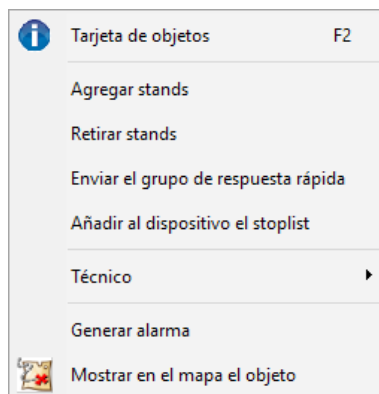 Tarjeta de objetos F2
Agregar stands
Retirar stands
Enviar el grupo de respuesta rápida
Añadir al dispositivo el stoplist
Técnico
Generar alarma
Mostrar en el mapa el objeto